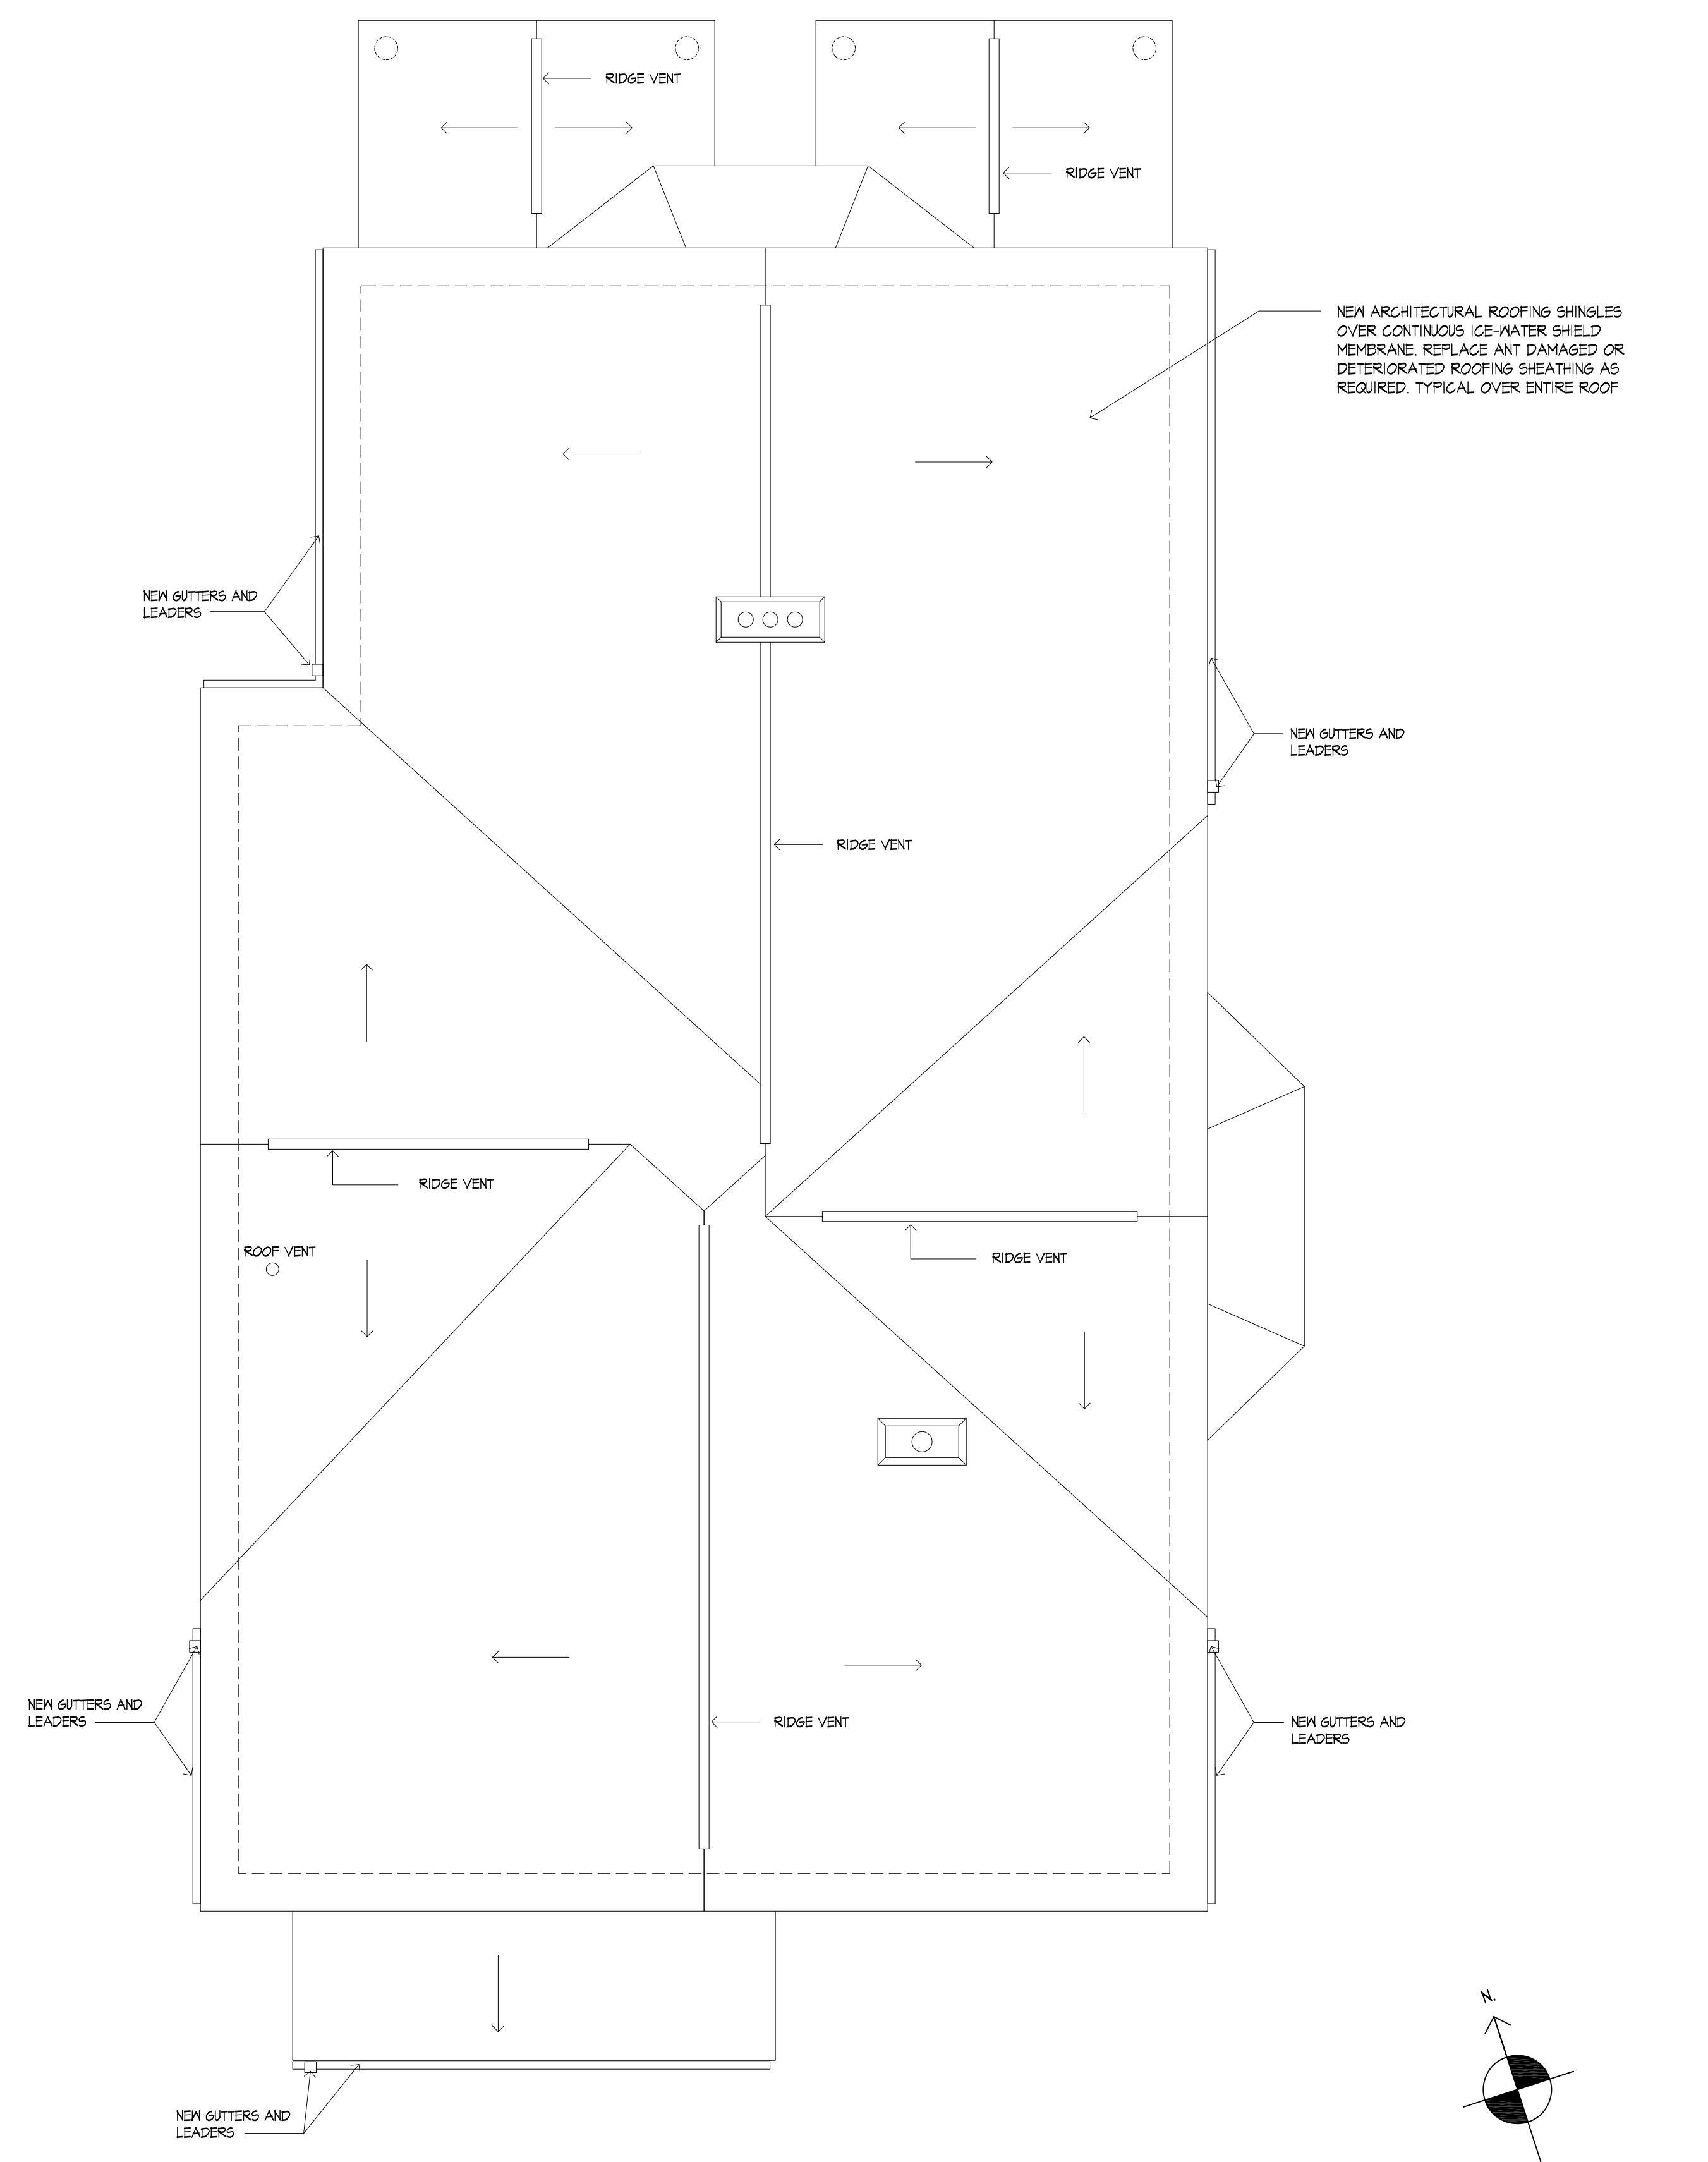 RIDGE VENT
RIDGE VENT
NEW ARCHITECTURAL ROOFING SHINGLES
OVER CONTINUOUS ICE-WATER SHIELD
MEMBRANE. REPLACE ANT DAMAGED OR
DETERIORATED ROOFING SHEATHING AS
REQUIRED. TYPICAL OVER ENTIRE ROOF
NEW GUTTERS AND
LEADERS
NEW GUTTERS AND
LEADERS
RIDGE VENT
RIDGE VENT
ROOF VENT
RIDGE VENT
NEW GUTTERS AND
LEADERS
RIDGE VENT
NEW GUTTERS AND
LEADERS
N.
NEW GUTTERS AND
LEADERS